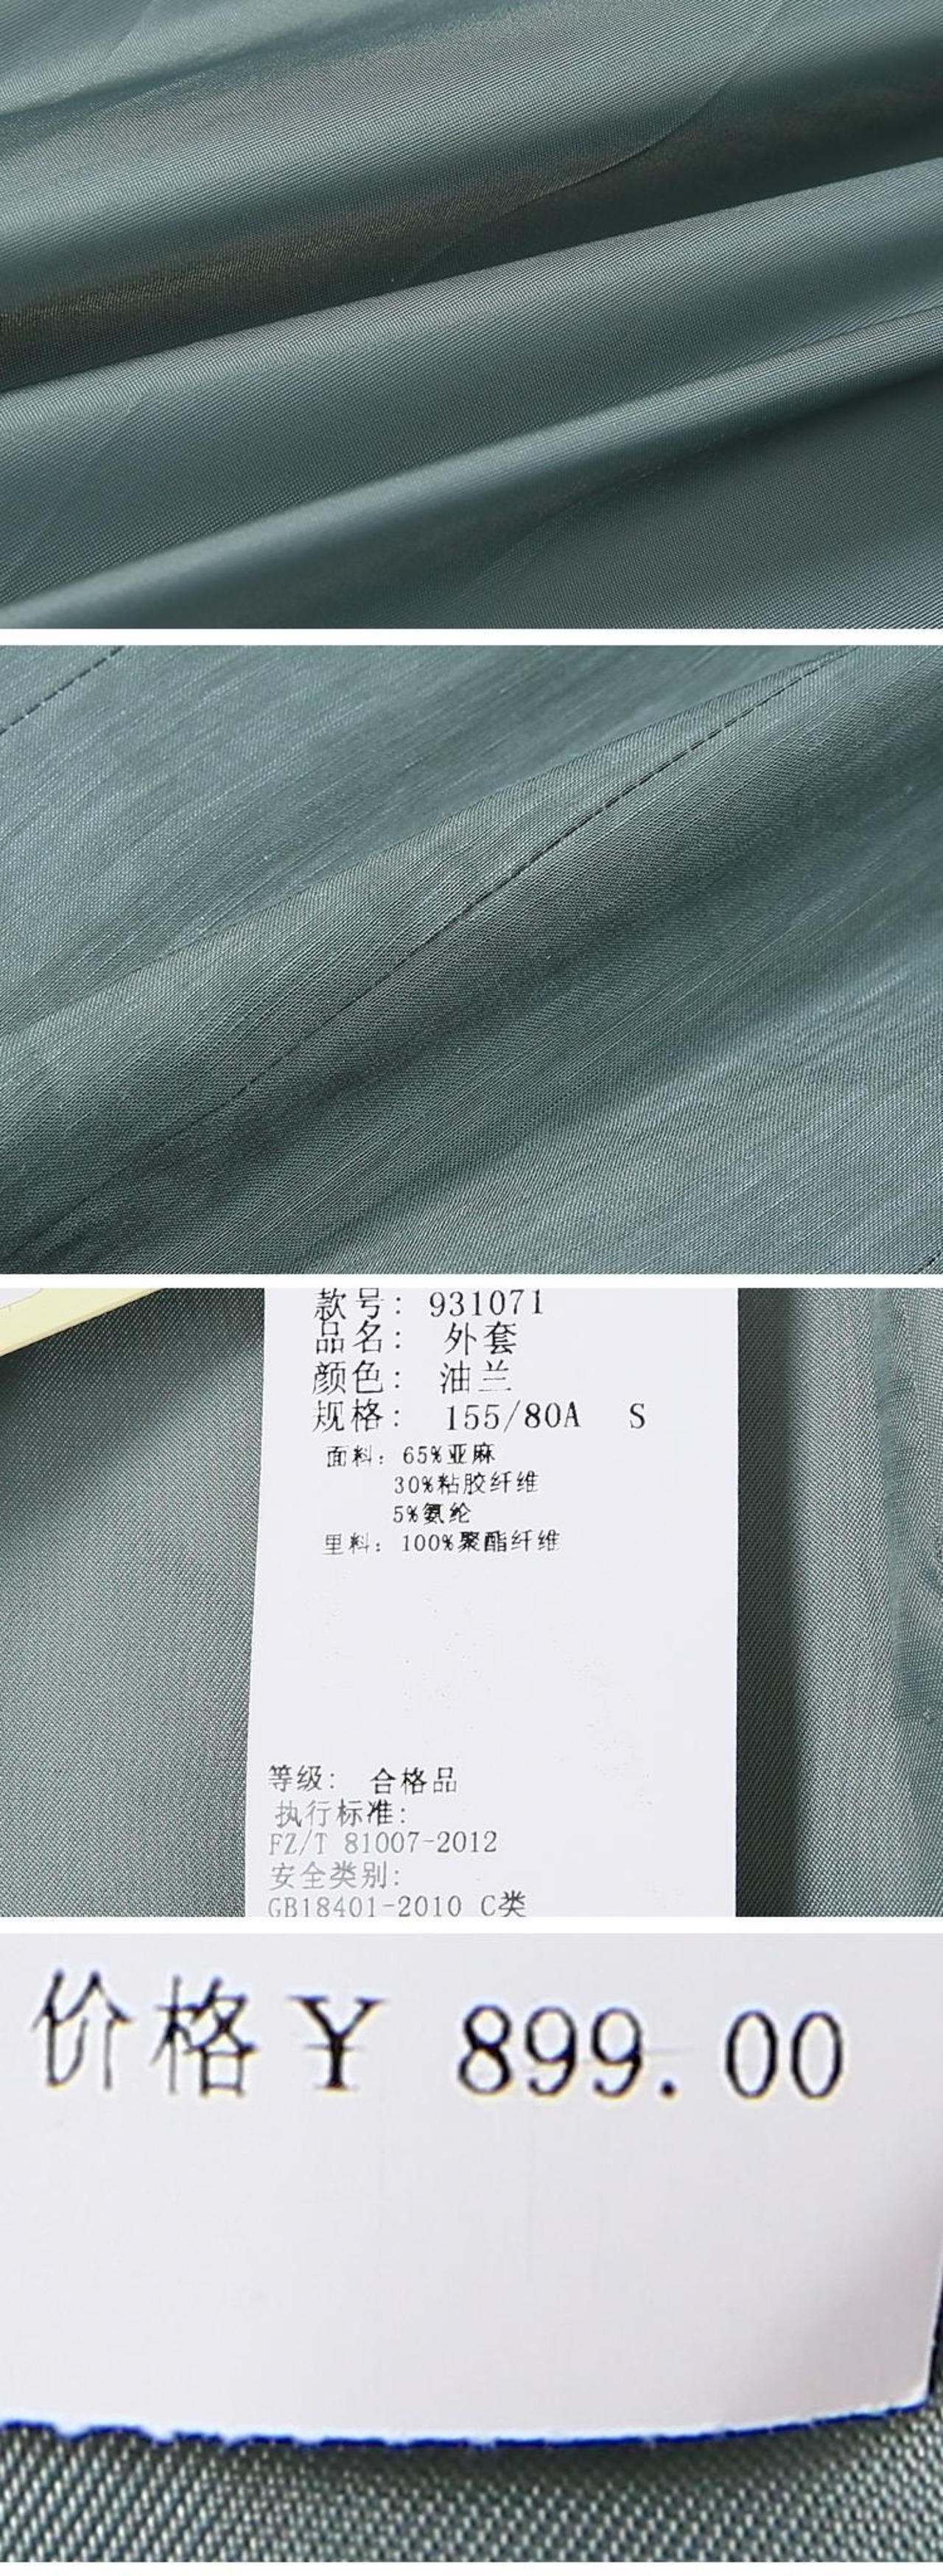 款号: 931071
品名: 外套
颜色: 油兰
规格: 155/80A S
面料: 65%亚麻
30%粘胶纤维
5%氨纶
里料: 100%聚酯纤维
等级: 合格品
执行标准:
FZ/T 81007-2012
安全类别:
GB18401-2010 C类
价格¥ 899.00